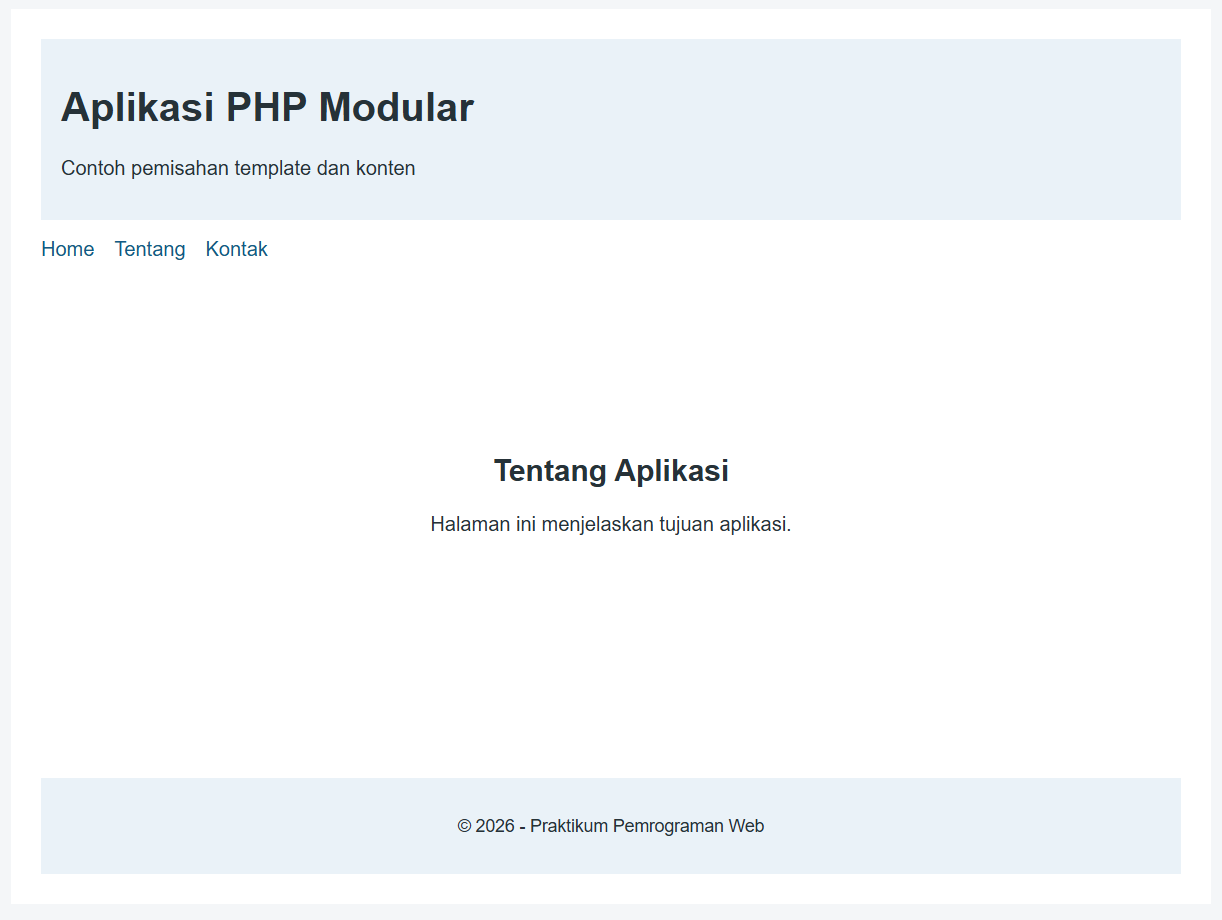 Aplikasi PHP Modular
Contoh pemisahan template dan konten
Home Tentang Kontak
Tentang Aplikasi
Halaman ini menjelaskan tujuan aplikasi.
© 2026 - Praktikum Pemrograman Web